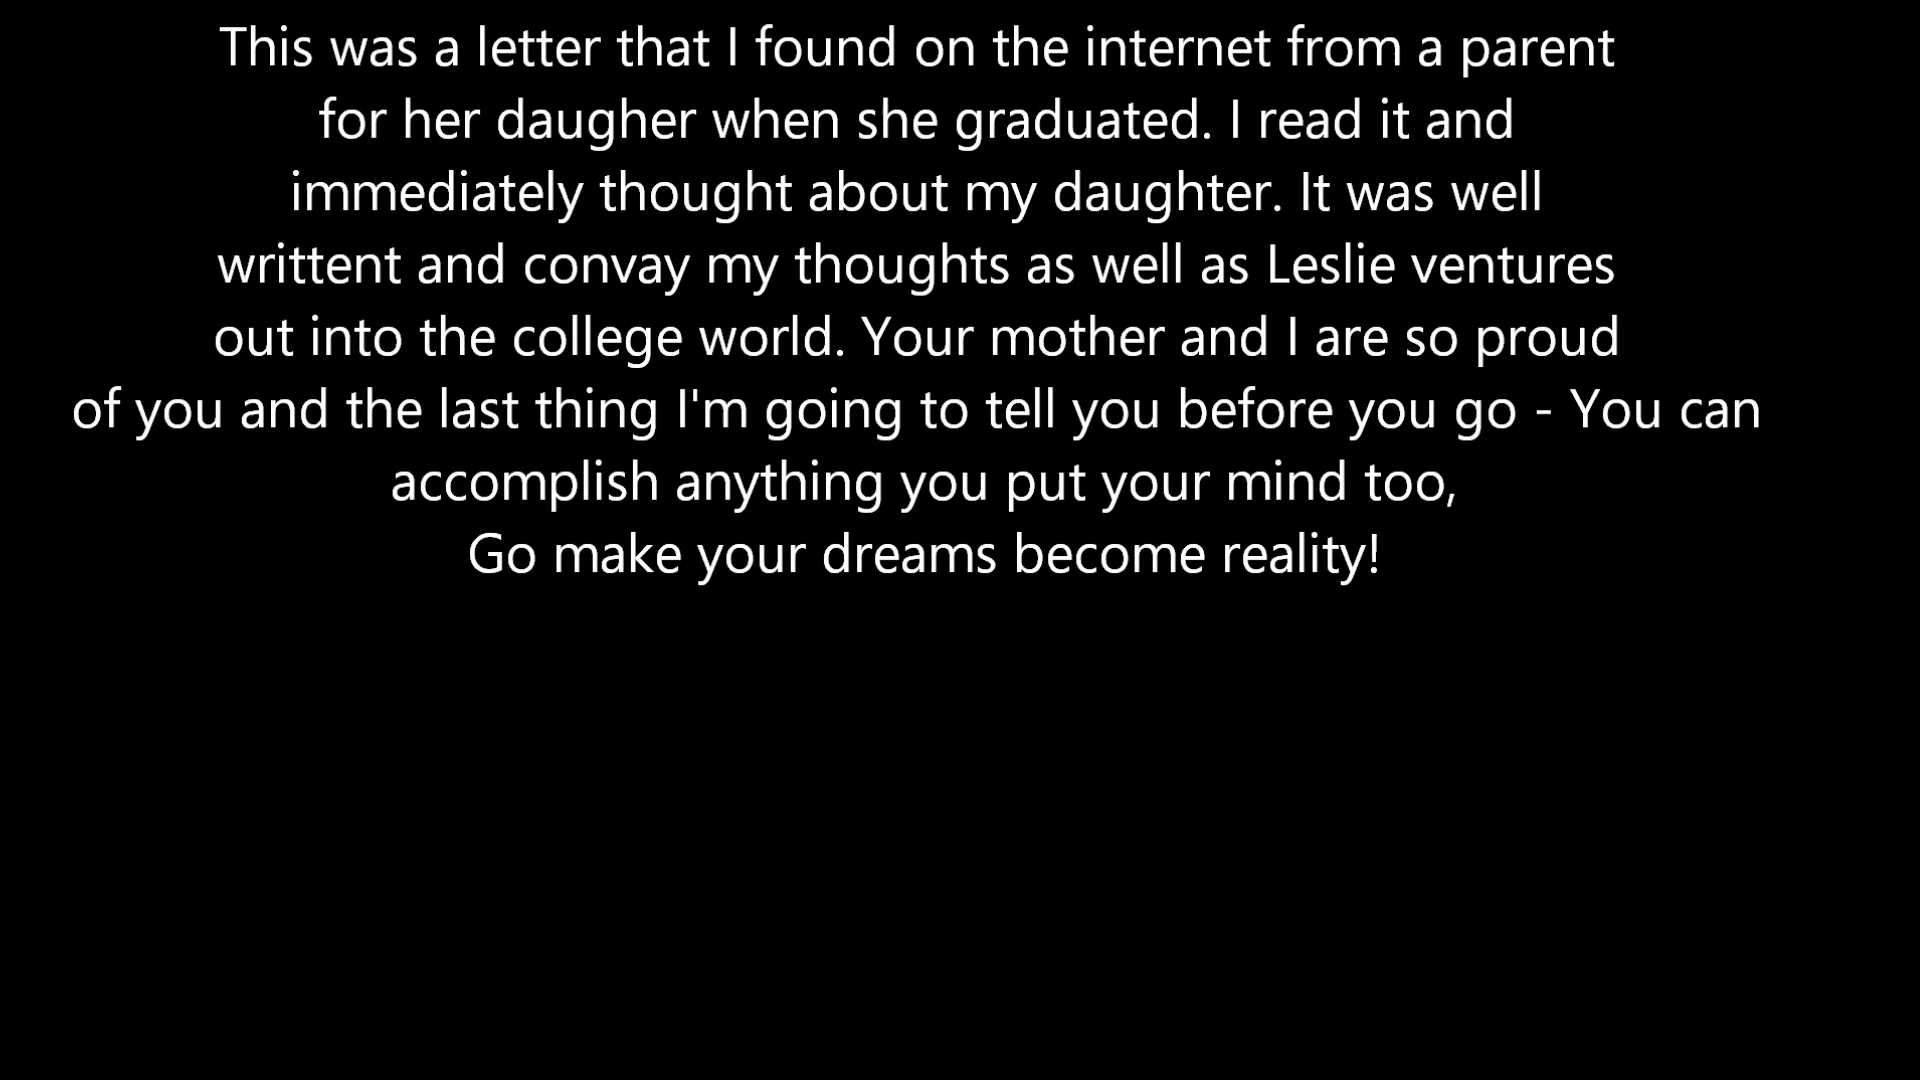 This was a letter that I found on the internet from a parent
for her daugher when she graduated. I read it and
immediately thought about my daughter. It was well
writtent and convay my thoughts as well as Leslie ventures
out into the college world. Your mother and I are so proud
of you and the last thing I'm going to tell you before you go - You can
accomplish anything you put your mind too,
Go make your dreams become reality!